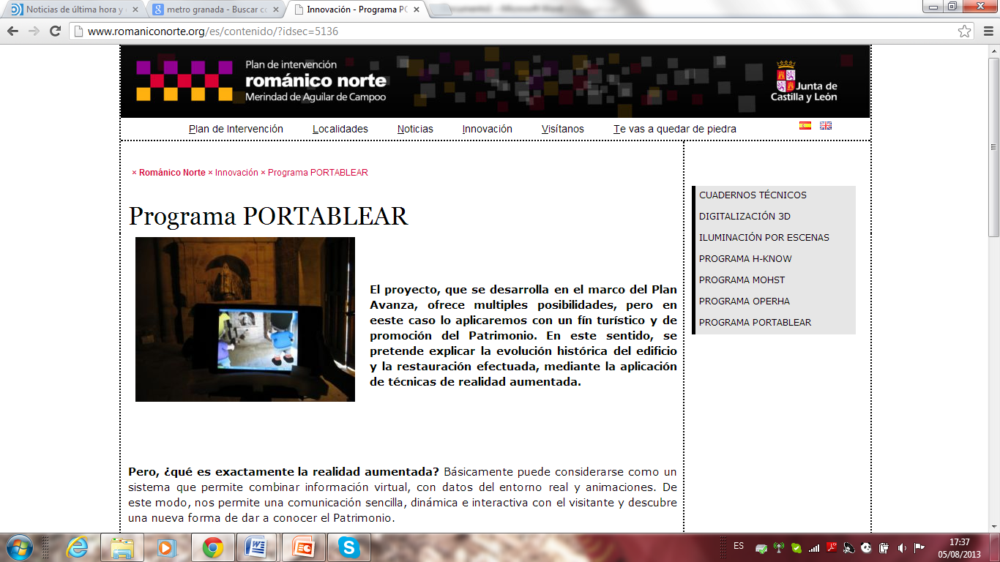 Noticias de última hora y
metro granada - Buscar c
Innovación - Programa PO
www.romaniconorte.org/es/contenido/?idsec=5136
Plan de intervención
románico norte
Merindad de Aguilar de Campoo
Junta de
Castilla y León
Plan de Intervención Localidades Noticias Innovación Visítanos Te vas a quedar de piedra
× Románico Norte × Innovación × Programa PORTABLEAR
Programa PORTABLEAR
El proyecto, que se desarrolla en el marco del Plan
Avanza, ofrece multiples posibilidades, pero en
eeste caso lo aplicaremos con un fín turístico y de
promoción del Patrimonio. En este sentido, se
pretende explicar la evolución histórica del edificio
y la restauración efectuada, mediante la aplicación
de técnicas de realidad aumentada.
Pero, ¿qué es exactamente la realidad aumentada? Básicamente puede considerarse como un
sistema que permite combinar información virtual, con datos del entorno real y animaciones. De
este modo, nos permite una comunicación sencilla, dinámica e interactiva con el visitante y descubre
una nueva forma de dar a conocer el Patrimonio.
CUADERNOS TÉCNICOS
DIGITALIZACIÓN 3D
ILUMINACIÓN POR ESCENAS
PROGRAMA H-KNOW
PROGRAMA MOHST
PROGRAMA OPERHA
PROGRAMA PORTABLEAR
ES
17:37
05/08/2013